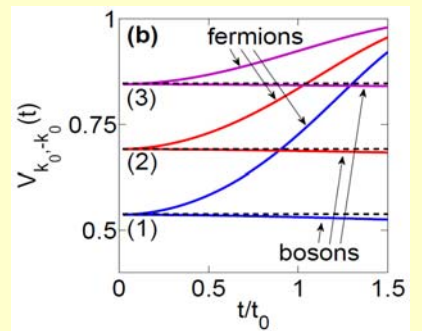 (b)
fermions
1
(3)
0.75
(2)
V_{k_0,-k_0}(t)
(1)
0.5
bosons
0 0.5 1 1.5
t/t_0